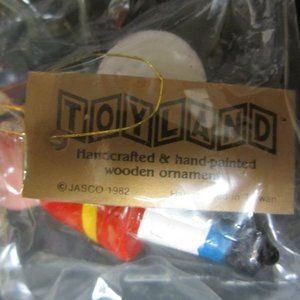 TOYLAND
Handcrafted & hand-painted
wooden ornament
© JASCO 1982